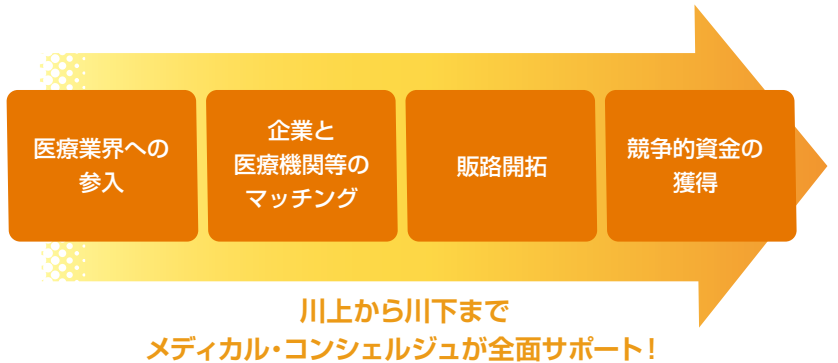 医療業界への
参入
企業と
医療機関等の
マッチング
販路開拓
競争的資金の
獲得
川上から川下まで
メディカル・コンシェルジュが全面サポート！